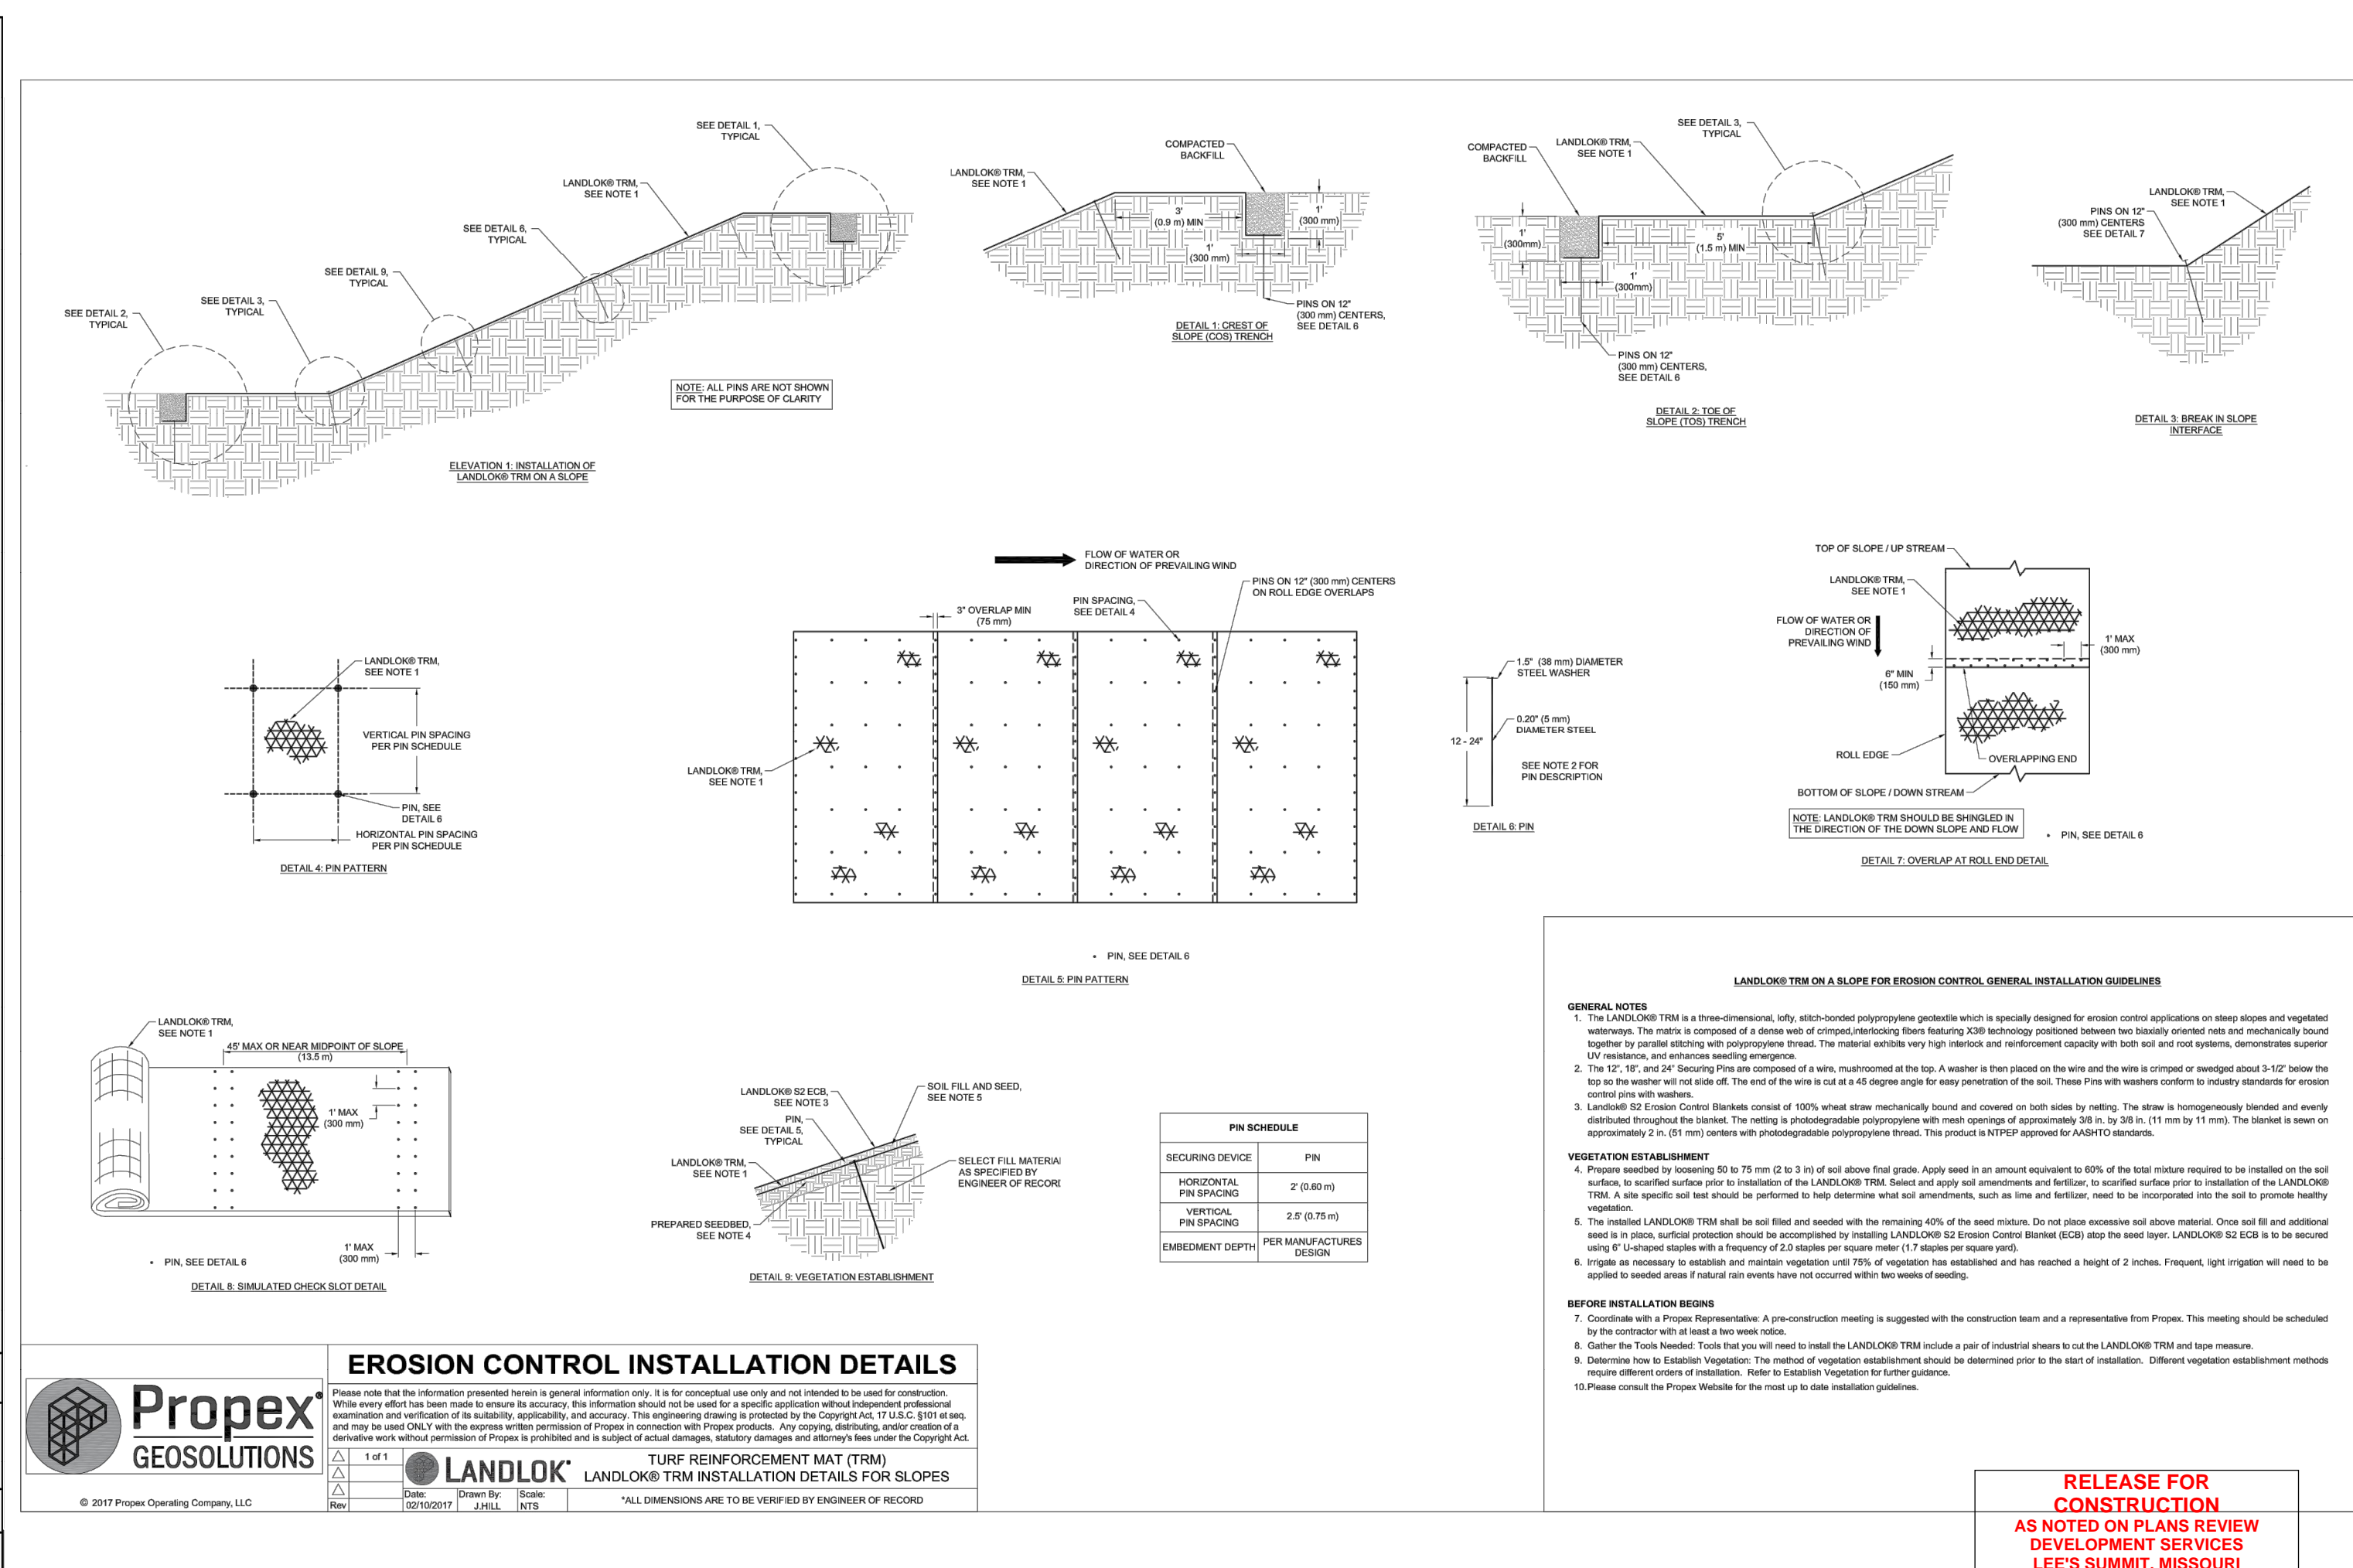 SEE DETAIL 1,
TYPICAL
LANDLOK® TRM,
SEE NOTE 1
SEE DETAIL 6,
TYPICAL
SEE DETAIL 9,
TYPICAL
SEE DETAIL 3,
TYPICAL
SEE DETAIL 2,
TYPICAL
NOTE: ALL PINS ARE NOT SHOWN
FOR THE PURPOSE OF CLARITY
ELEVATION 1: INSTALLATION OF
LANDLOK® TRM ON A SLOPE
COMPACTED
BACKFILL
LANDLOK® TRM,
SEE NOTE 1
3'
(0.9 m) MIN
1'
(300 mm)
1'
(300 mm)
PINS ON 12"
(300 mm) CENTERS,
SEE DETAIL 6
DETAIL 1: CREST OF
SLOPE (COS) TRENCH
SEE DETAIL 3,
TYPICAL
COMPACTED
BACKFILL
LANDLOK® TRM,
SEE NOTE 1
1'
(300mm)
5'
(1.5 m) MIN
1'
(300mm)
PINS ON 12"
(300 mm) CENTERS,
SEE DETAIL 6
DETAIL 2: TOE OF
SLOPE (TOS) TRENCH
LANDLOK® TRM,
SEE NOTE 1
PINS ON 12"
(300 mm) CENTERS
SEE DETAIL 7
DETAIL 3: BREAK IN SLOPE
INTERFACE
LANDLOK® TRM,
SEE NOTE 1
VERTICAL PIN SPACING
PER PIN SCHEDULE
PIN, SEE
DETAIL 6
HORIZONTAL PIN SPACING
PER PIN SCHEDULE
DETAIL 4: PIN PATTERN
FLOW OF WATER OR
DIRECTION OF PREVAILING WIND
PINS ON 12" (300 mm) CENTERS
ON ROLL EDGE OVERLAPS
PIN SPACING,
SEE DETAIL 4
3" OVERLAP MIN
(75 mm)
LANDLOK® TRM,
SEE NOTE 1
• PIN, SEE DETAIL 6
DETAIL 5: PIN PATTERN
1.5" (38 mm) DIAMETER
STEEL WASHER
0.20" (5 mm)
DIAMETER STEEL
12 - 24"
SEE NOTE 2 FOR
PIN DESCRIPTION
DETAIL 6: PIN
TOP OF SLOPE / UP STREAM
LANDLOK® TRM,
SEE NOTE 1
FLOW OF WATER OR
DIRECTION OF
PREVAILING WIND
1' MAX
(300 mm)
6" MIN
(150 mm)
ROLL EDGE
OVERLAPPING END
BOTTOM OF SLOPE / DOWN STREAM
NOTE: LANDLOK® TRM SHOULD BE SHINGLED IN
THE DIRECTION OF THE DOWN SLOPE AND FLOW
• PIN, SEE DETAIL 6
DETAIL 7: OVERLAP AT ROLL END DETAIL
LANDLOK® TRM,
SEE NOTE 1
45' MAX OR NEAR MIDPOINT OF SLOPE
(13.5 m)
1' MAX
(300 mm)
1' MAX
(300 mm)
• PIN, SEE DETAIL 6
DETAIL 8: SIMULATED CHECK SLOT DETAIL
LANDLOK® S2 ECB,
SEE NOTE 3
SOIL FILL AND SEED,
SEE NOTE 5
PIN,
SEE DETAIL 5,
TYPICAL
LANDLOK® TRM,
SEE NOTE 1
SELECT FILL MATERIA
AS SPECIFIED BY
ENGINEER OF RECORI
PREPARED SEEDBED,
SEE NOTE 4
DETAIL 9: VEGETATION ESTABLISHMENT
PIN SCHEDULE
SECURING DEVICE PIN
HORIZONTAL
PIN SPACING 2' (0.60 m)
VERTICAL
PIN SPACING 2.5' (0.75 m)
EMBEDMENT DEPTH PER MANUFACTURES
DESIGN
LANDLOK® TRM ON A SLOPE FOR EROSION CONTROL GENERAL INSTALLATION GUIDELINES
GENERAL NOTES
1. The LANDLOK® TRM is a three-dimensional, lofty, stitch-bonded polypropylene geotextile which is specially designed for erosion control applications on steep slopes and vegetated
waterways. The matrix is composed of a dense web of crimped,interlocking fibers featuring X3® technology positioned between two biaxially oriented nets and mechanically bound
together by parallel stitching with polypropylene thread. The material exhibits very high interlock and reinforcement capacity with both soil and root systems, demonstrates superior
UV resistance, and enhances seedling emergence.
2. The 12", 18", and 24" Securing Pins are composed of a wire, mushroomed at the top. A washer is then placed on the wire and the wire is crimped or swedged about 3-1/2" below the
top so the washer will not slide off. The end of the wire is cut at a 45 degree angle for easy penetration of the soil. These Pins with washers conform to industry standards for erosion
control pins with washers.
3. Landlok® S2 Erosion Control Blankets consist of 100% wheat straw mechanically bound and covered on both sides by netting. The straw is homogeneously blended and evenly
distributed throughout the blanket. The netting is photodegradable polypropylene with mesh openings of approximately 3/8 in. by 3/8 in. (11 mm by 11 mm). The blanket is sewn on
approximately 2 in. (51 mm) centers with photodegradable polypropylene thread. This product is NTPEP approved for AASHTO standards.
VEGETATION ESTABLISHMENT
4. Prepare seedbed by loosening 50 to 75 mm (2 to 3 in) of soil above final grade. Apply seed in an amount equivalent to 60% of the total mixture required to be installed on the soil
surface, to scarified surface prior to installation of the LANDLOK® TRM. Select and apply soil amendments and fertilizer, to scarified surface prior to installation of the LANDLOK®
TRM. A site specific soil test should be performed to help determine what soil amendments, such as lime and fertilizer, need to be incorporated into the soil to promote healthy
vegetation.
5. The installed LANDLOK® TRM shall be soil filled and seeded with the remaining 40% of the seed mixture. Do not place excessive soil above material. Once soil fill and additional
seed is in place, surficial protection should be accomplished by installing LANDLOK® S2 Erosion Control Blanket (ECB) atop the seed layer. LANDLOK® S2 ECB is to be secured
using 6" U-shaped staples with a frequency of 2.0 staples per square meter (1.7 staples per square yard).
6. Irrigate as necessary to establish and maintain vegetation until 75% of vegetation has established and has reached a height of 2 inches. Frequent, light irrigation will need to be
applied to seeded areas if natural rain events have not occurred within two weeks of seeding.
BEFORE INSTALLATION BEGINS
7. Coordinate with a Propex Representative: A pre-construction meeting is suggested with the construction team and a representative from Propex. This meeting should be scheduled
by the contractor with at least a two week notice.
8. Gather the Tools Needed: Tools that you will need to install the LANDLOK® TRM include a pair of industrial shears to cut the LANDLOK® TRM and tape measure.
9. Determine how to Establish Vegetation: The method of vegetation establishment should be determined prior to the start of installation. Different vegetation establishment methods
require different orders of installation. Refer to Establish Vegetation for further guidance.
10.Please consult the Propex Website for the most up to date installation guidelines.
Propex®
GEOSOLUTIONS
© 2017 Propex Operating Company, LLC
EROSION CONTROL INSTALLATION DETAILS
Please note that the information presented herein is general information only. It is for conceptual use only and not intended to be used for construction.
While every effort has been made to ensure its accuracy, this information should not be used for a specific application without independent professional
examination and verification of its suitability, applicability, and accuracy. This engineering drawing is protected by the Copyright Act, 17 U.S.C. §101 et seq.
and may be used ONLY with the express written permission of Propex in connection with Propex products. Any copying, distributing, and/or creation of a
derivative work without permission of Propex is prohibited and is subject of actual damages, statutory damages and attorney's fees under the Copyright Act.
1 of 1
Rev
LANDLOK
TURF REINFORCEMENT MAT (TRM)
LANDLOK® TRM INSTALLATION DETAILS FOR SLOPES
Date: Drawn By: Scale:
02/10/2017 J.HILL NTS
*ALL DIMENSIONS ARE TO BE VERIFIED BY ENGINEER OF RECORD
RELEASE FOR
CONSTRUCTION
AS NOTED ON PLANS REVIEW
DEVELOPMENT SERVICES
LEE'S SUMMIT, MISSOURI